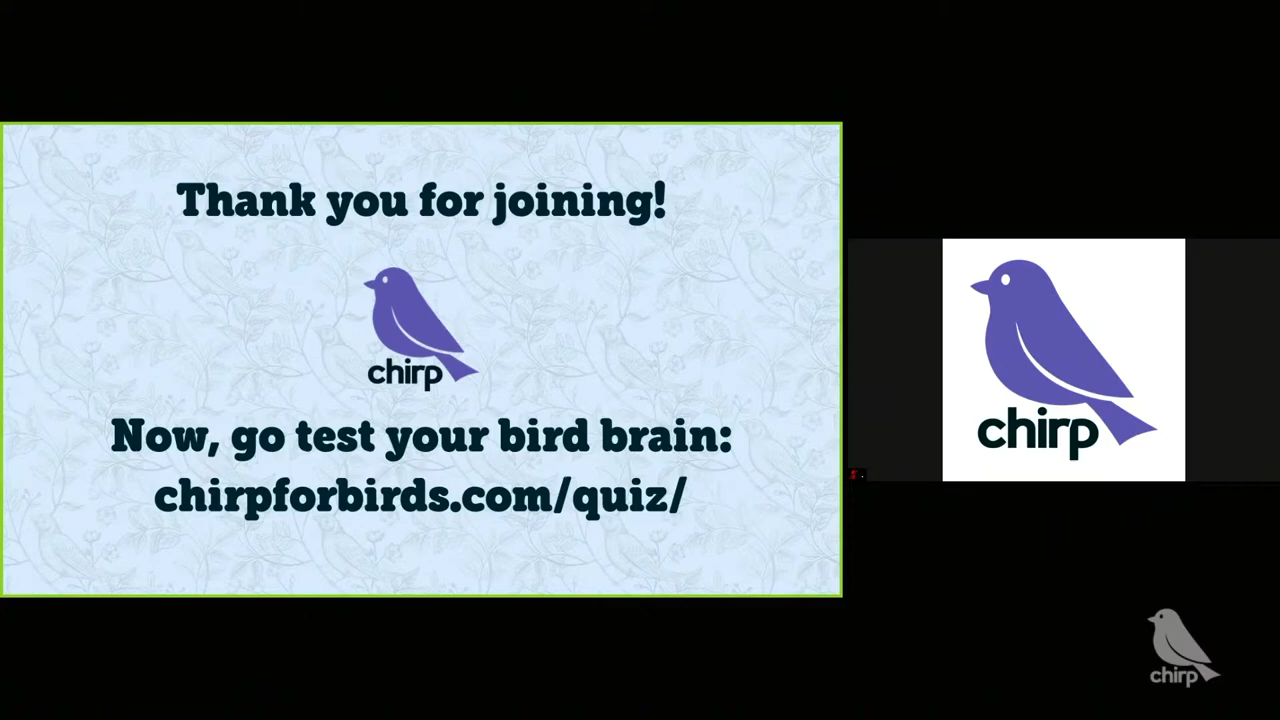 Thank you for joining!
chirp
Now, go test your bird brain:
chirpforbirds.com/quiz/
chirp
chirp